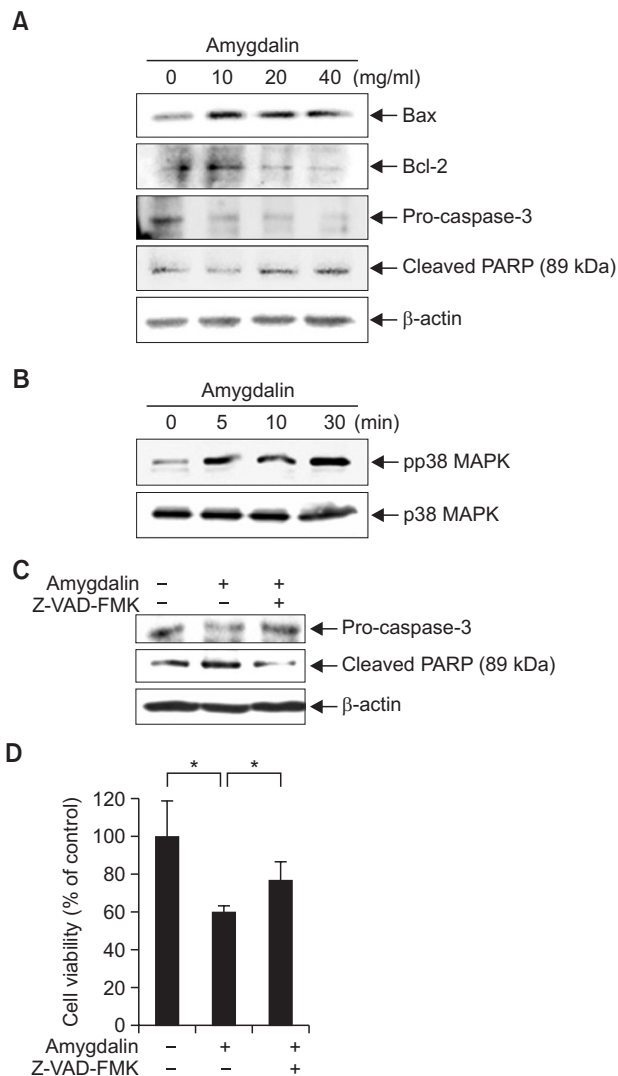 A
Amygdalin
0 10 20 40 (mg/ml)
Bax
Bcl-2
Pro-caspase-3
Cleaved PARP (89 kDa)
β-actin
B
Amygdalin
0 5 10 30 (min)
pp38 MAPK
p38 MAPK
C
Amygdalin – + +
Z-VAD-FMK – – +
Pro-caspase-3
Cleaved PARP (89 kDa)
β-actin
D
* *
Cell viability (% of control)
120
100
80
60
40
20
0
Amygdalin – + +
Z-VAD-FMK – – +